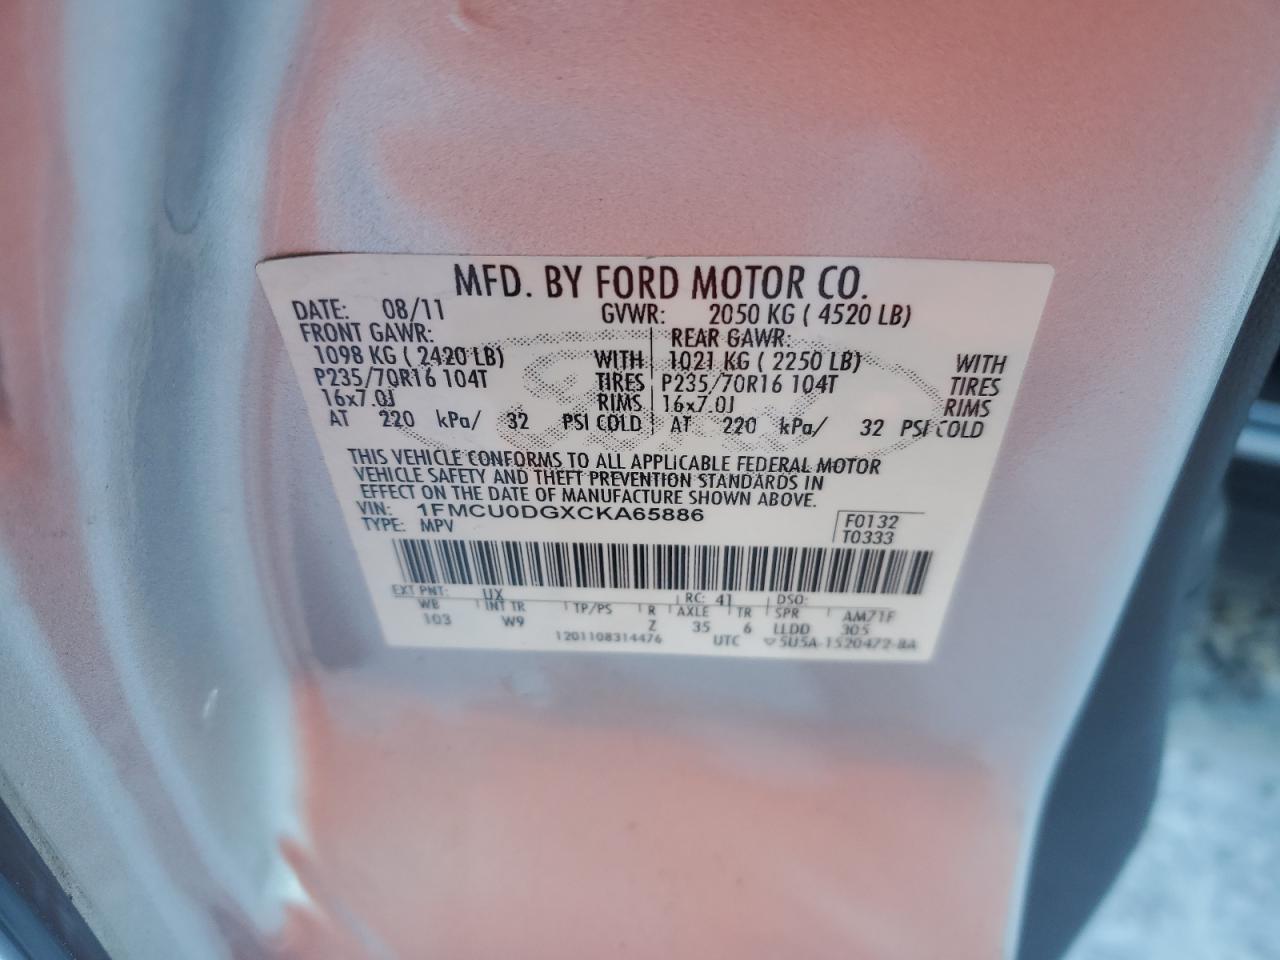 MFD. BY FORD MOTOR CO.
DATE: 08/11 GVWR: 2050 KG ( 4520 LB)
FRONT GAWR: REAR GAWR:
1098 KG ( 2420 LB) WITH 1021 KG ( 2250 LB) WITH
P235/70R16 104T TIRES P235/70R16 104T TIRES
16x7.0J RIMS 16x7.0J RIMS
AT 220 kPa/ 32 PSI COLD AT 220 kPa/ 32 PSI COLD
THIS VEHICLE CONFORMS TO ALL APPLICABLE FEDERAL MOTOR
VEHICLE SAFETY AND THEFT PREVENTION STANDARDS IN
EFFECT ON THE DATE OF MANUFACTURE SHOWN ABOVE.
VIN: 1FMCU0DGXCKA65886 F0132
TYPE: MPV T0333
EXT PNT: UX RC: 41 DSO:
WB INT TR TP/PS R AXLE TR SPR AM71F
103 W9 Z 35 6 LLDD 305
1201108314476 UTC ▽5U5A-1520472-BA